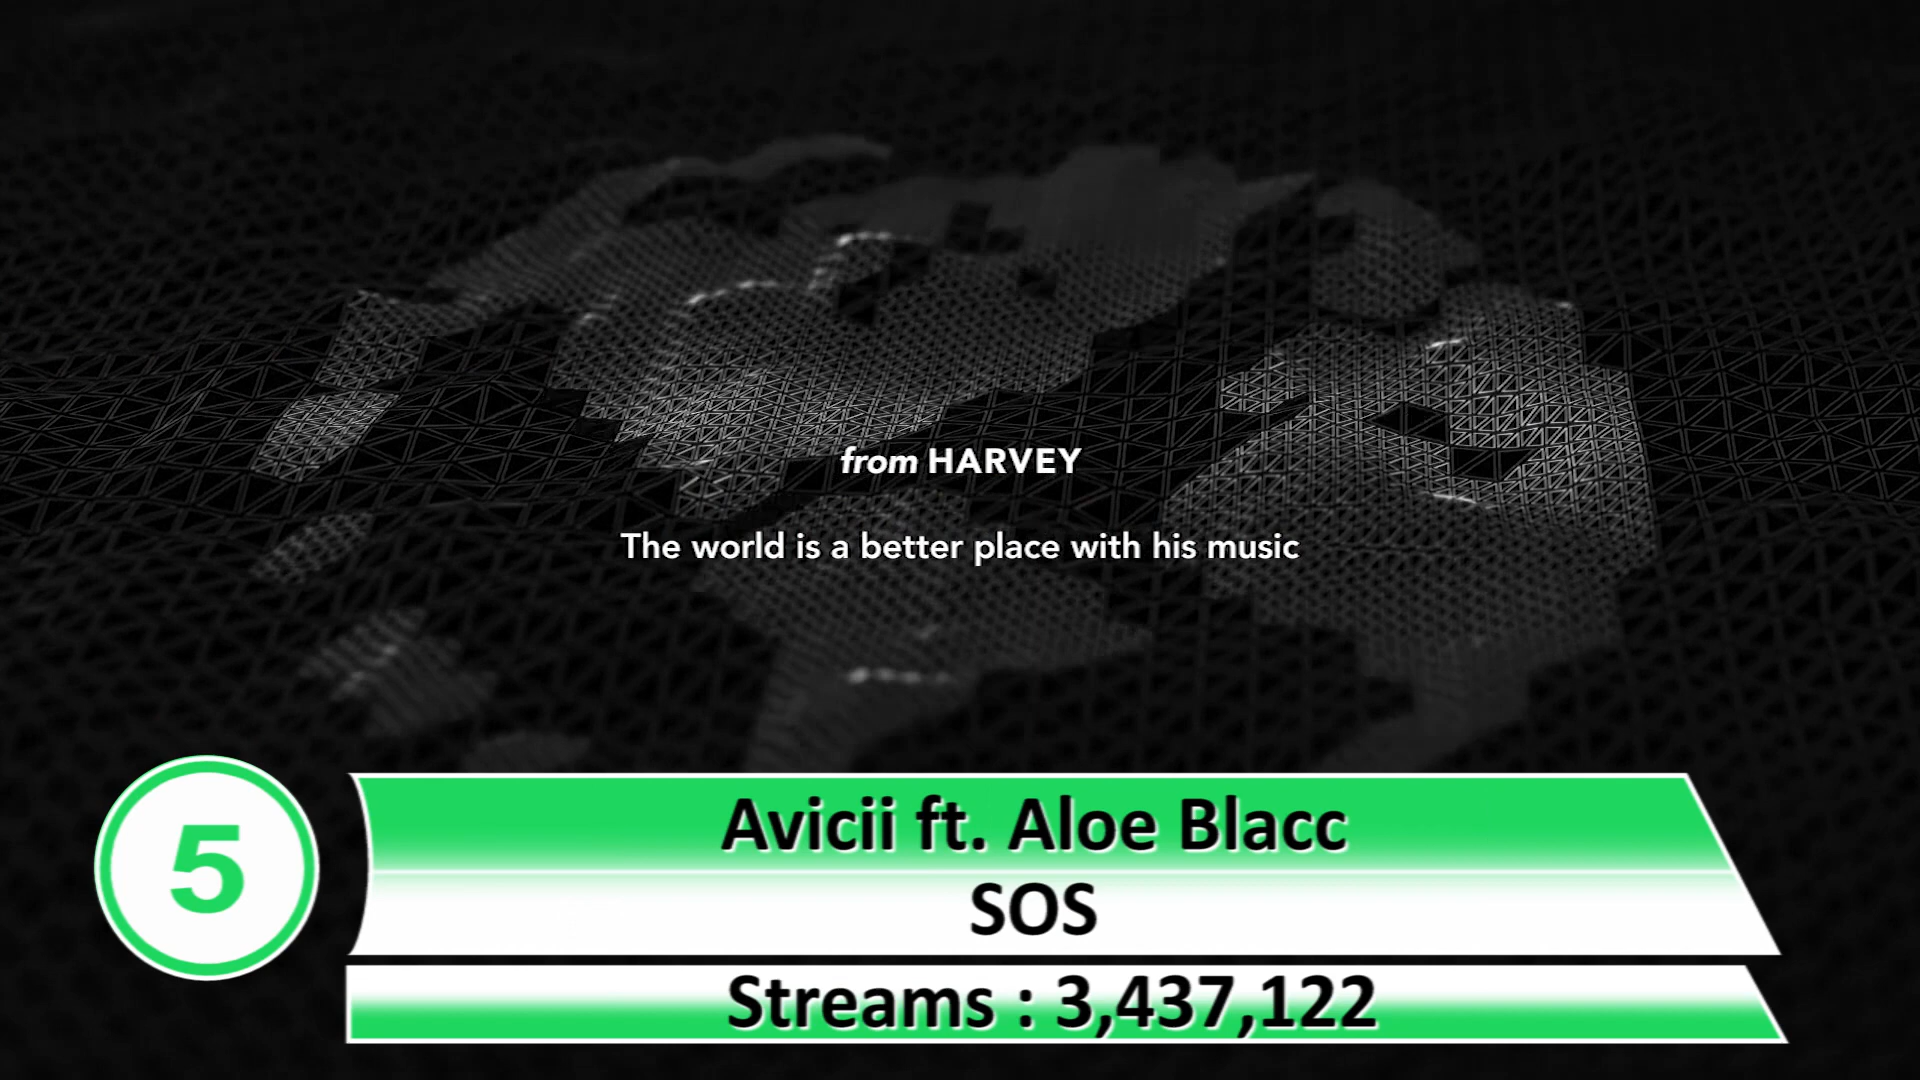 from HARVEY
The world is a better place with his music
5
Avicii ft. Aloe Blacc
SOS
Streams : 3,437,122